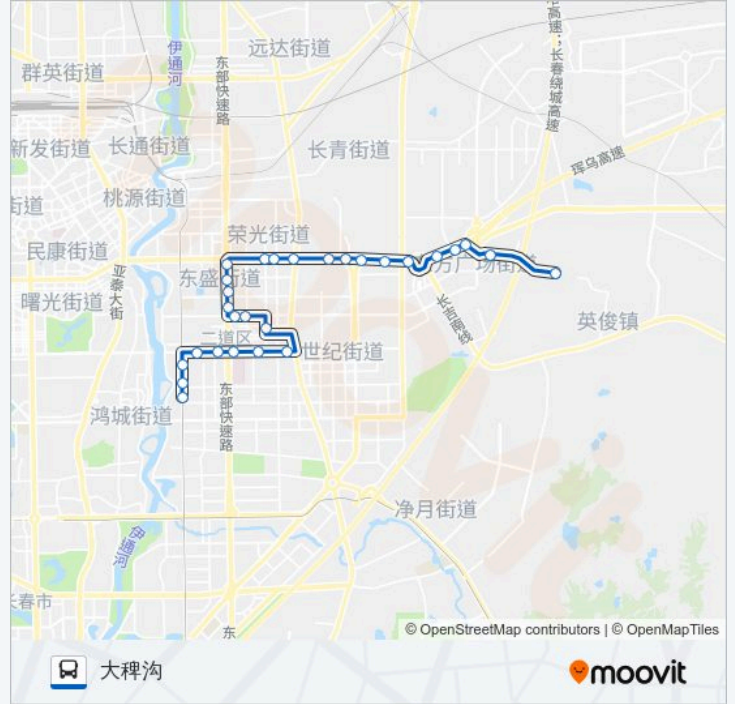 远达街道
伊通河
群英街道
东部快速路
高速;长春绕城高速
新发街道
长通街道
长青街道
珲乌高速
桃源街道
街道
荣光街道
民康街道
东盛街道
亚泰大街
方广场街道
曙光街道
长吉南线
英俊镇
二道区
世纪街道
东部快速路
鸿城街道
净月街道
伊通河
长春市
东
© OpenStreetMap contributors | © OpenMapTiles
大稗沟
moovit